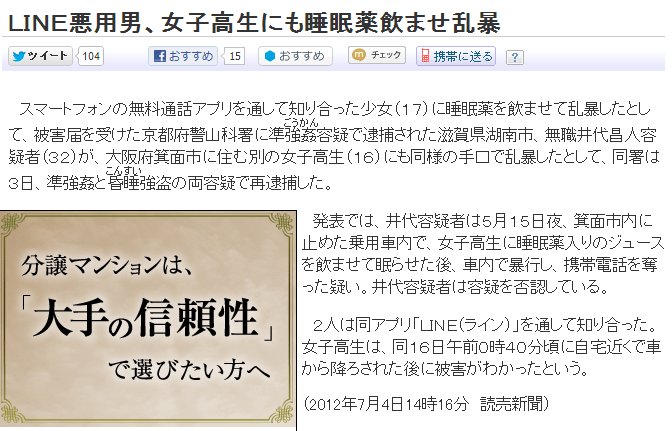 LINE悪用男、女子高生にも睡眠薬飲ませ乱暴
ツイート 104 おすすめ 15 おすすめ チェック 携帯に送る ?
スマートフォンの無料通話アプリを通して知り合った少女(17)に睡眠薬を飲ませて乱暴したとし
ごうかん
て、被害届を受けた京都府警山科署に準強姦容疑で逮捕された滋賀県湖南市、無職井代昌人容
疑者(32)が、大阪府箕面市に住む別の女子高生(16)にも同様の手口で乱暴したとして、同署は
こんすい
3日、準強姦と昏睡強盗の両容疑で再逮捕した。
発表では、井代容疑者は5月15日夜、箕面市内に
止めた乗用車内で、女子高生に睡眠薬入りのジュース
を飲ませて眠らせた後、車内で暴行し、携帯電話を奪
った疑い。井代容疑者は容疑を否認している。
2人は同アプリ「LINE(ライン)」を通して知り合った。
女子高生は、同16日午前0時40分頃に自宅近くで車
から降ろされた後に被害がわかったという。
(2012年7月4日14時16分 読売新聞)
分譲マンションは、
「大手の信頼性」
で選びたい方へ